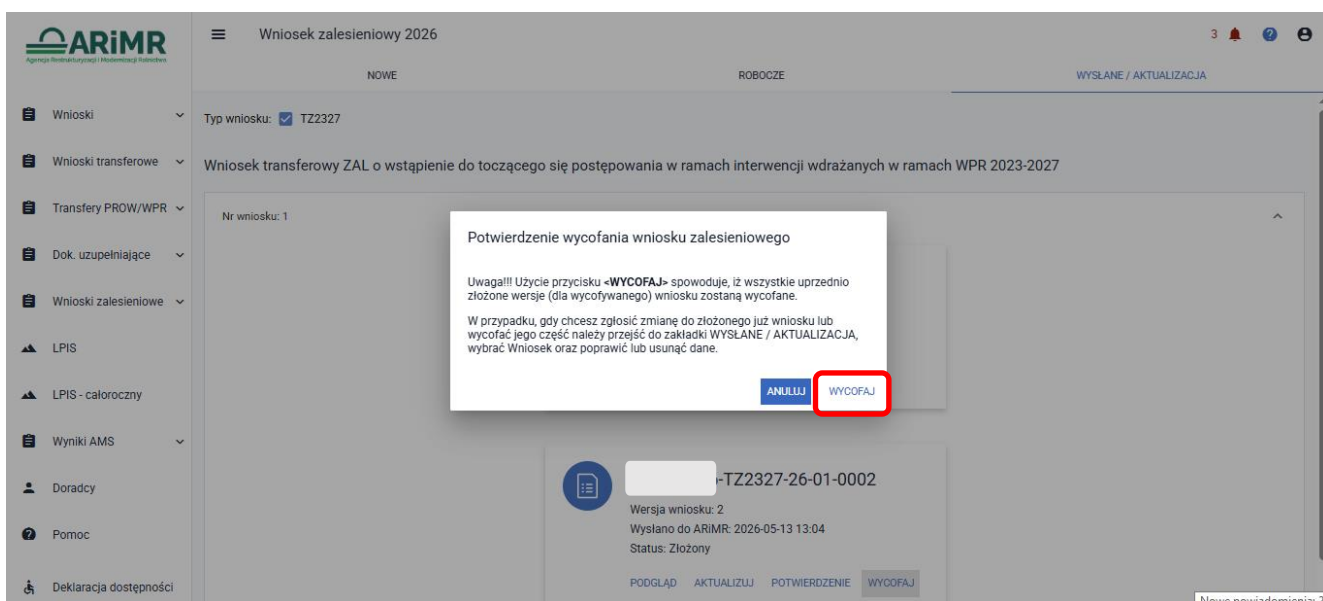 ARiMR
Agencja Restrukturyzacji i Modernizacji Rolnictwa
Wniosek zalesieniowy 2026
3
NOWE
ROBOCZE
WYSŁANE / AKTUALIZACJA
Wnioski
Wnioski transferowe
Transfery PROW/WPR
Dok. uzupełniające
Wnioski zalesieniowe
LPIS
LPIS - całoroczny
Wyniki AMS
Doradcy
Pomoc
Deklaracja dostępności
Typ wniosku: TZ2327
Wniosek transferowy ZAL o wstąpienie do toczącego się postępowania w ramach interwencji wdrażanych w ramach WPR 2023-2027
Nr wniosku: 1
Potwierdzenie wycofania wniosku zalesieniowego
Uwaga!!! Użycie przycisku <WYCOFAJ> spowoduje, iż wszystkie uprzednio
złożone wersje (dla wycofywanego) wniosku zostaną wycofane.
W przypadku, gdy chcesz zgłosić zmianę do złożonego już wniosku lub
wycofać jego część należy przejść do zakładki WYSŁANE / AKTUALIZACJA,
wybrać Wniosek oraz poprawić lub usunąć dane.
ANULUJ WYCOFAJ
-TZ2327-26-01-0002
Wersja wniosku: 2
Wysłano do ARiMR: 2026-05-13 13:04
Status: Złożony
PODGLĄD AKTUALIZUJ POTWIERDZENIE WYCOFAJ